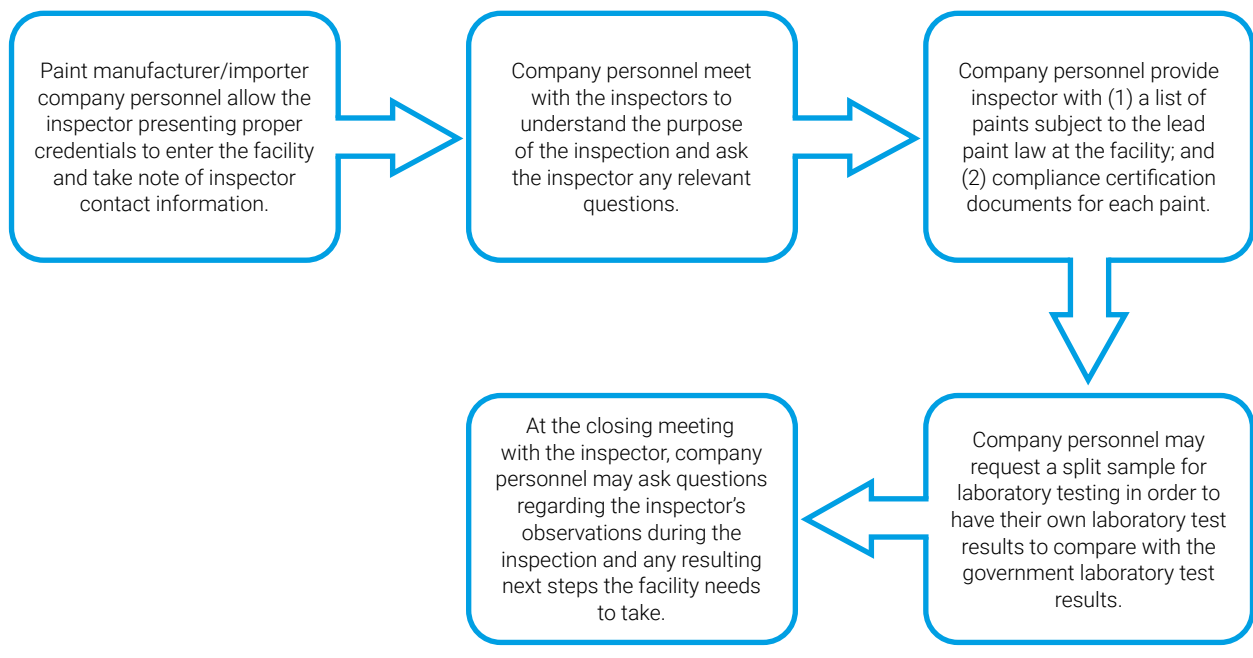 Paint manufacturer/importer
company personnel allow the
inspector presenting proper
credentials to enter the facility
and take note of inspector
contact information.
Company personnel meet
with the inspectors to
understand the purpose
of the inspection and ask
the inspector any relevant
questions.
Company personnel provide
inspector with (1) a list of
paints subject to the lead
paint law at the facility; and
(2) compliance certification
documents for each paint.
Company personnel may
request a split sample for
laboratory testing in order to
have their own laboratory test
results to compare with the
government laboratory test
results.
At the closing meeting
with the inspector, company
personnel may ask questions
regarding the inspector’s
observations during the
inspection and any resulting
next steps the facility needs
to take.